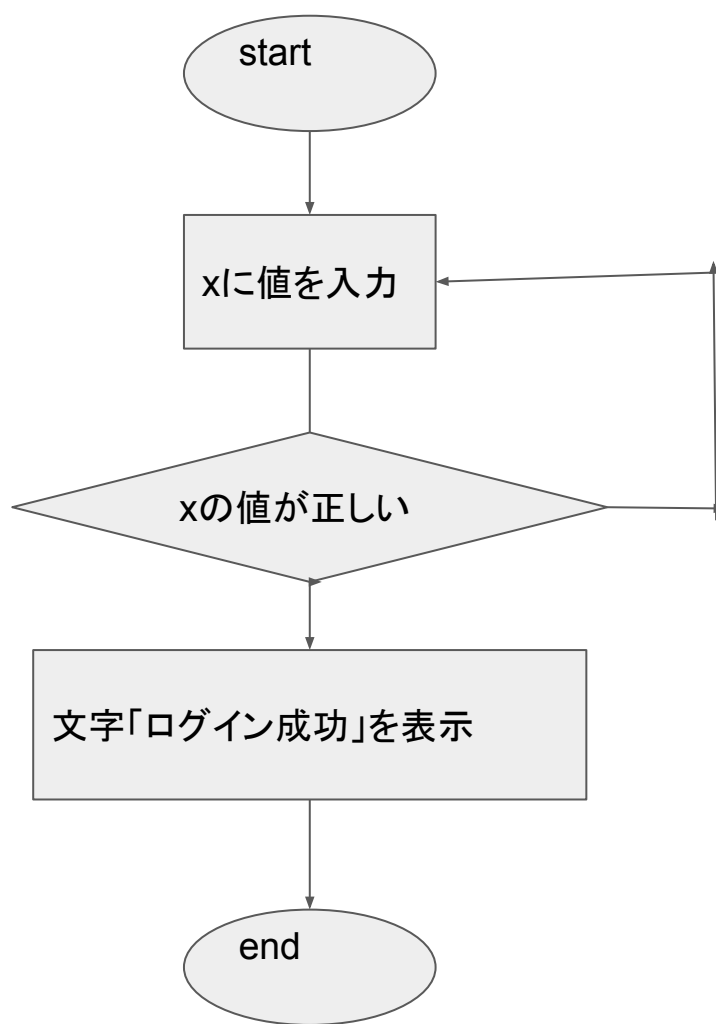 start
xに値を入力
xの値が正しい
文字「ログイン成功」を表示
end